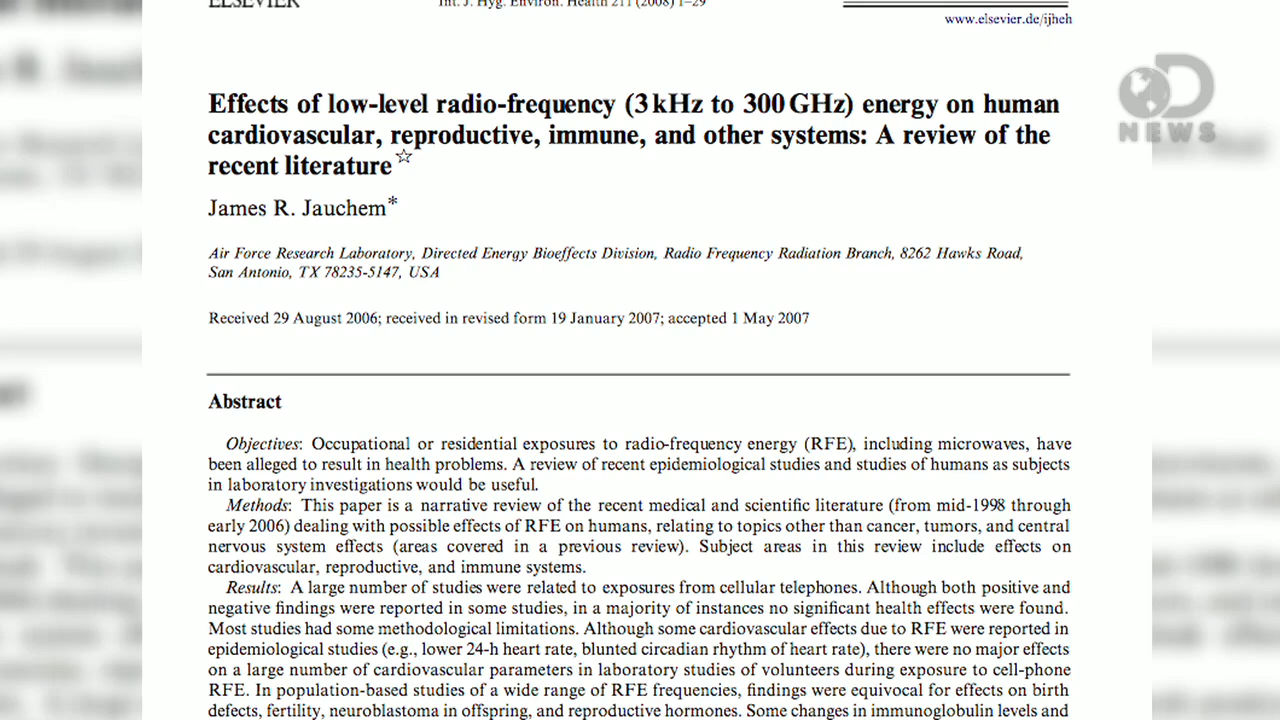 ELSEVIER
Int. J. Hyg. Environ. Health 211 (2008) 1–29
www.elsevier.de/ijheh
Effects of low-level radio-frequency (3 kHz to 300 GHz) energy on human
cardiovascular, reproductive, immune, and other systems: A review of the
recent literature☆
James R. Jauchem*
Air Force Research Laboratory, Directed Energy Bioeffects Division, Radio Frequency Radiation Branch, 8262 Hawks Road,
San Antonio, TX 78235-5147, USA
Received 29 August 2006; received in revised form 19 January 2007; accepted 1 May 2007
Abstract
Objectives: Occupational or residential exposures to radio-frequency energy (RFE), including microwaves, have
been alleged to result in health problems. A review of recent epidemiological studies and studies of humans as subjects
in laboratory investigations would be useful.
Methods: This paper is a narrative review of the recent medical and scientific literature (from mid-1998 through
early 2006) dealing with possible effects of RFE on humans, relating to topics other than cancer, tumors, and central
nervous system effects (areas covered in a previous review). Subject areas in this review include effects on
cardiovascular, reproductive, and immune systems.
Results: A large number of studies were related to exposures from cellular telephones. Although both positive and
negative findings were reported in some studies, in a majority of instances no significant health effects were found.
Most studies had some methodological limitations. Although some cardiovascular effects due to RFE were reported in
epidemiological studies (e.g., lower 24-h heart rate, blunted circadian rhythm of heart rate), there were no major effects
on a large number of cardiovascular parameters in laboratory studies of volunteers during exposure to cell-phone
RFE. In population-based studies of a wide range of RFE frequencies, findings were equivocal for effects on birth
defects, fertility, neuroblastoma in offspring, and reproductive hormones. Some changes in immunoglobulin levels and
D
NEWS